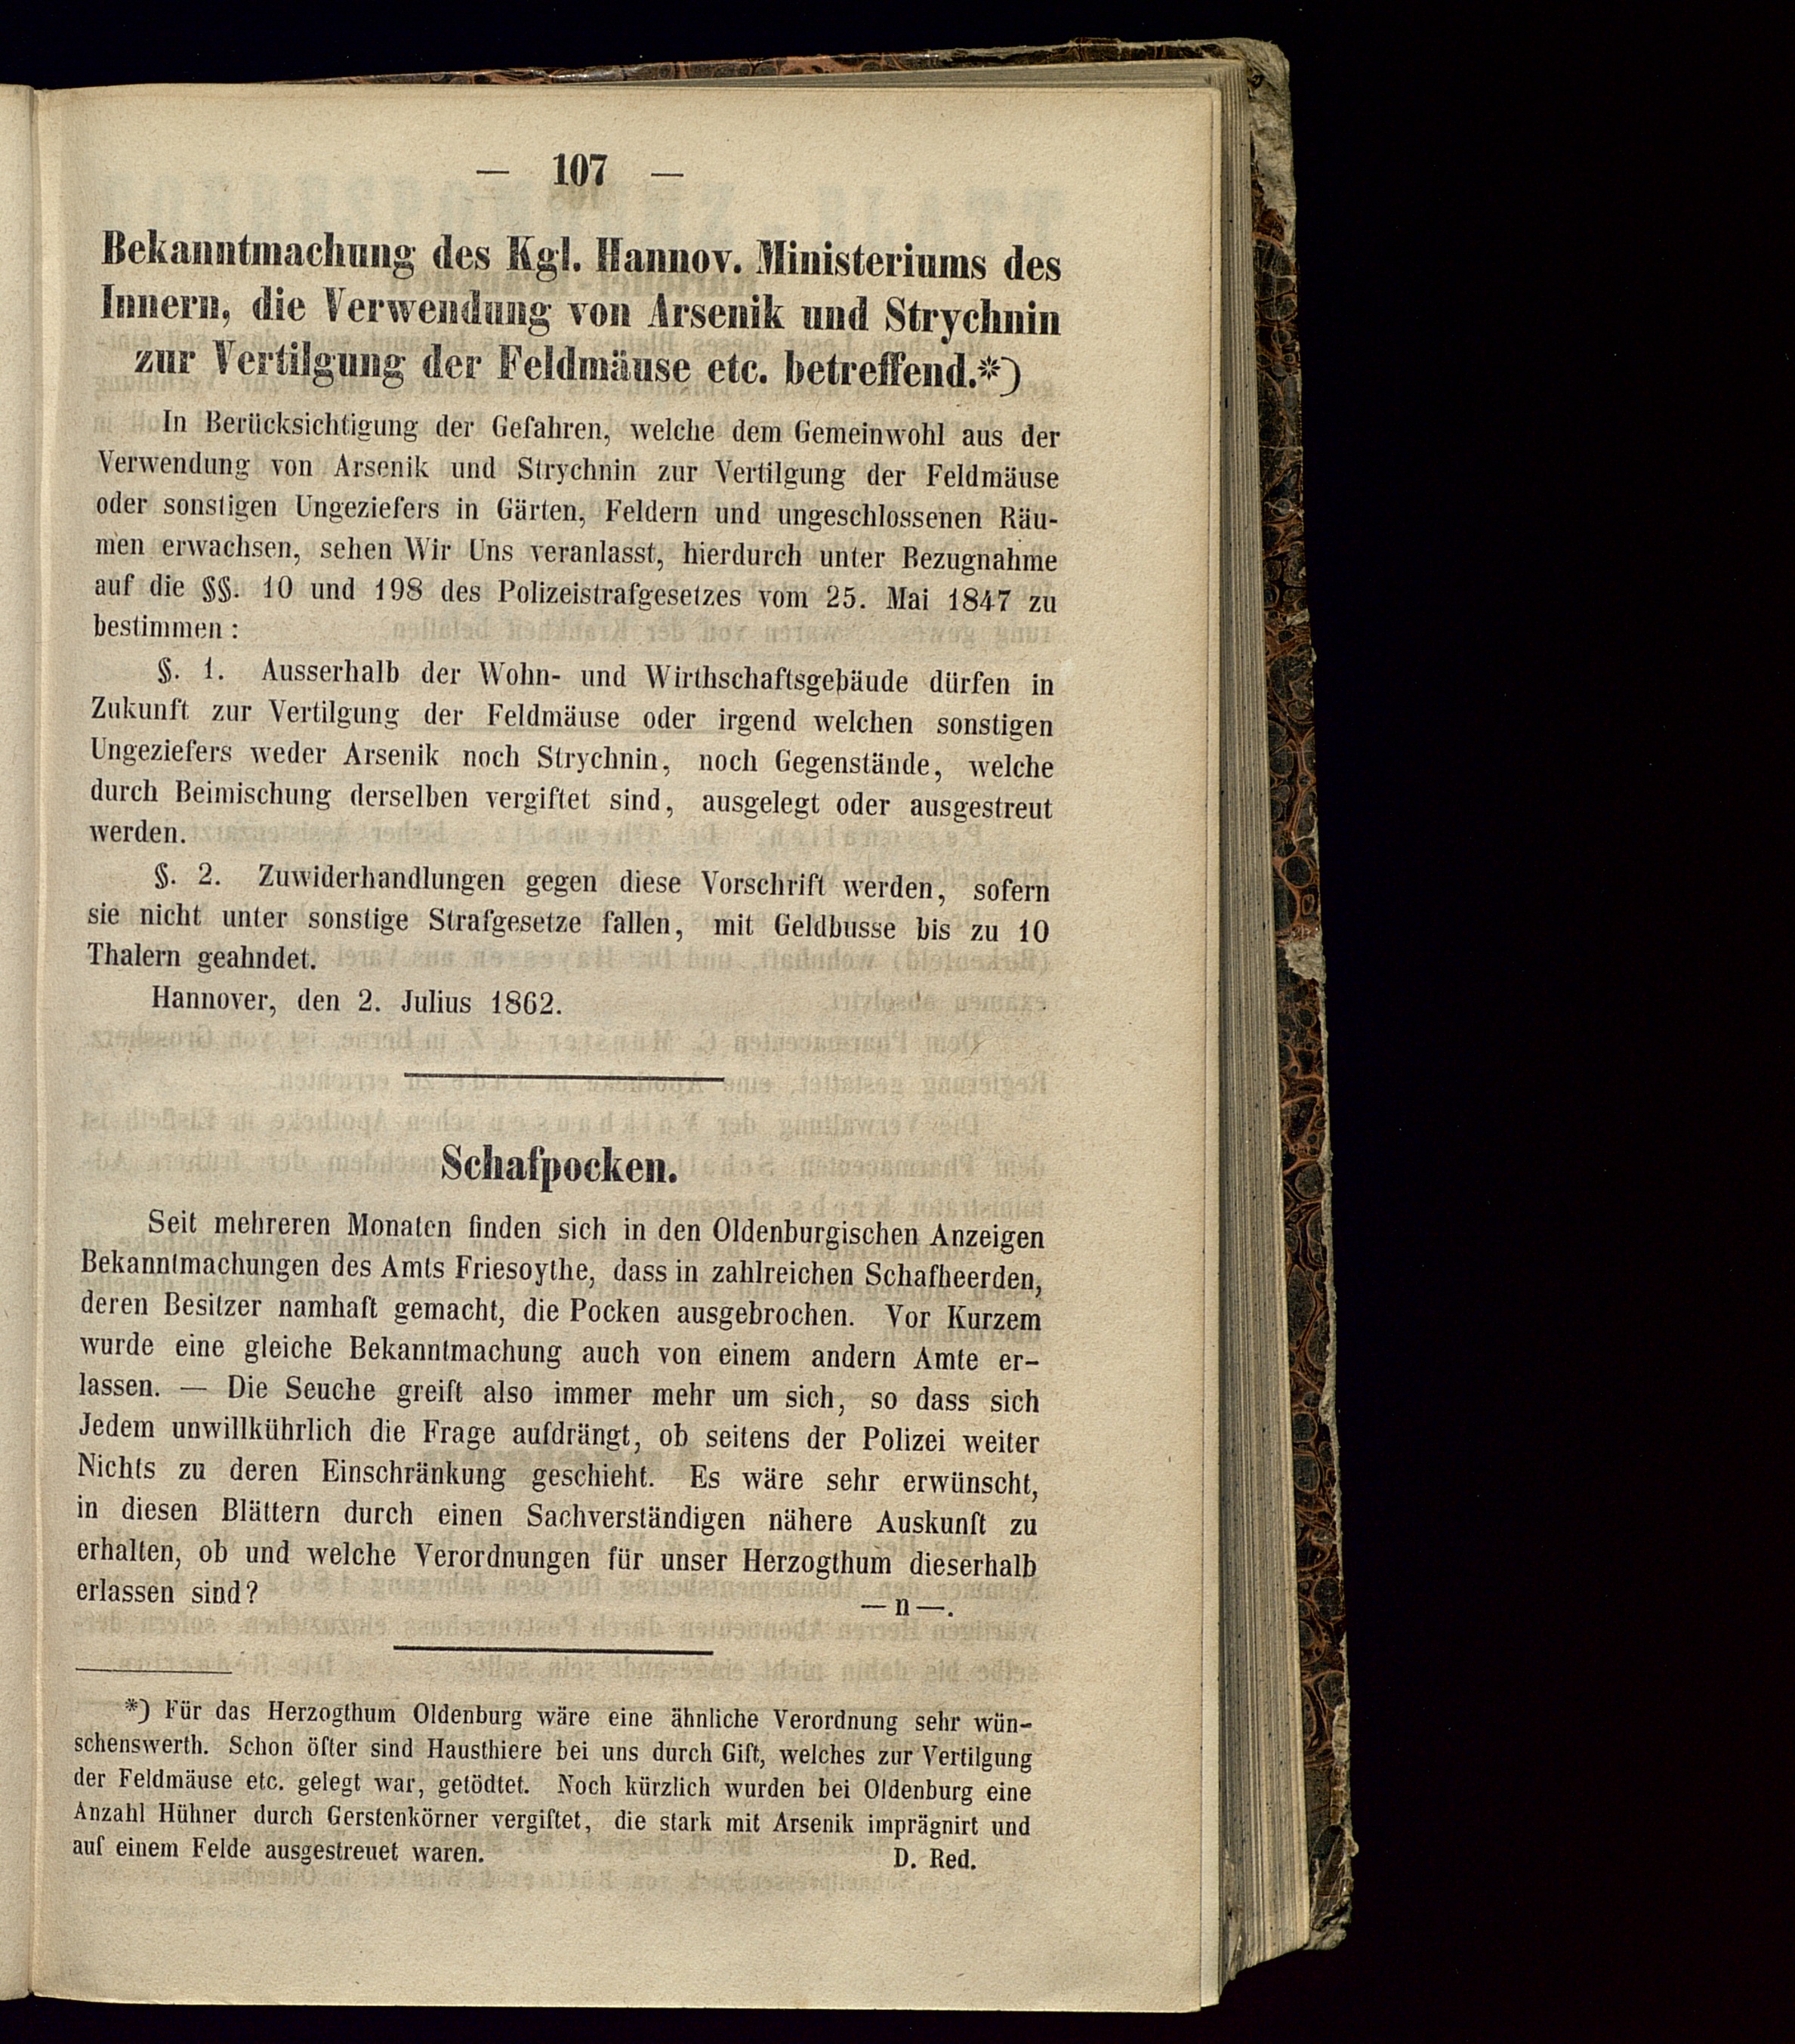 — 107 —
Bekanntmachung des Kgl. Hannov. Ministeriums des
Innern, die Verwendung von Arsenik und Strychnin
zur Vertilgung der Feldmäuse etc. betreffend.*)
In Berücksichtigung der Gefahren, welche dem Gemeinwohl aus der
Verwendung von Arsenik und Strychnin zur Vertilgung der Feldmäuse
oder sonstigen Ungeziefers in Gärten, Feldern und ungeschlossenen Räu-
men erwachsen, sehen Wir Uns veranlasst, hierdurch unter Bezugnahme
auf die §§. 10 und 198 des Polizeistrafgesetzes vom 25. Mai 1847 zu
bestimmen:
§. 1. Ausserhalb der Wohn- und Wirthschaftsgebäude dürfen in
Zukunft zur Vertilgung der Feldmäuse oder irgend welchen sonstigen
Ungeziefers weder Arsenik noch Strychnin, noch Gegenstände, welche
durch Beimischung derselben vergiftet sind, ausgelegt oder ausgestreut
werden.
§. 2. Zuwiderhandlungen gegen diese Vorschrift werden, sofern
sie nicht unter sonstige Strafgesetze fallen, mit Geldbusse bis zu 10
Thalern geahndet.
Hannover, den 2. Julius 1862.
Schafpocken.
Seit mehreren Monaten finden sich in den Oldenburgischen Anzeigen
Bekanntmachungen des Amts Friesoythe, dass in zahlreichen Schafheerden,
deren Besitzer namhaft gemacht, die Pocken ausgebrochen. Vor Kurzem
wurde eine gleiche Bekanntmachung auch von einem andern Amte er-
lassen. — Die Seuche greift also immer mehr um sich, so dass sich
Jedem unwillkührlich die Frage aufdrängt, ob seitens der Polizei weiter
Nichts zu deren Einschränkung geschieht. Es wäre sehr erwünscht,
in diesen Blättern durch einen Sachverständigen nähere Auskunft zu
erhalten, ob und welche Verordnungen für unser Herzogthum dieserhalb
erlassen sind? —n—.
*) Für das Herzogthum Oldenburg wäre eine ähnliche Verordnung sehr wün-
schenswerth. Schon öfter sind Hausthiere bei uns durch Gift, welches zur Vertilgung
der Feldmäuse etc. gelegt war, getödtet. Noch kürzlich wurden bei Oldenburg eine
Anzahl Hühner durch Gerstenkörner vergiftet, die stark mit Arsenik imprägnirt und
auf einem Felde ausgestreuet waren. D. Red.